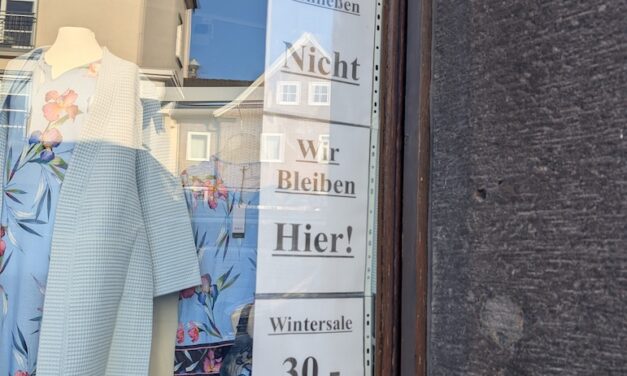 Nicht
Wir
Bleiben
Hier!
Wintersale
30,-